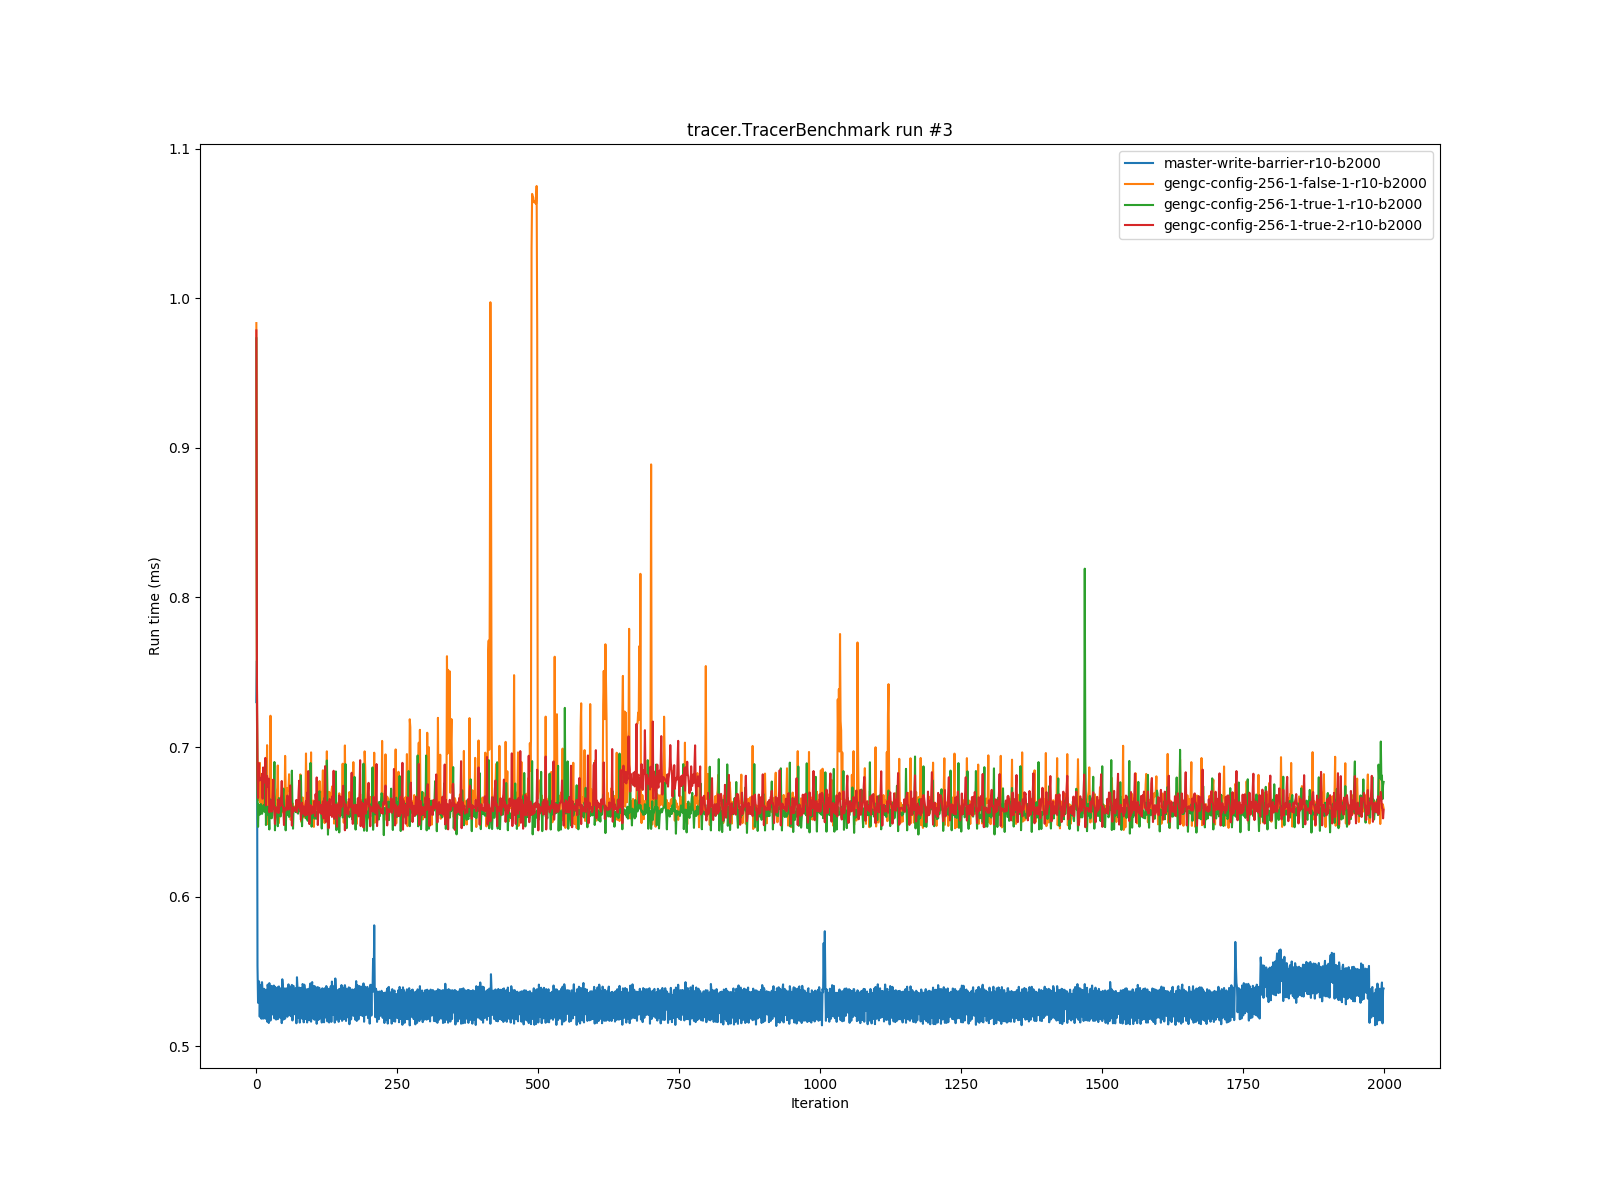 tracer.TracerBenchmark run #3
master-write-barrier-r10-b2000
gengc-config-256-1-false-1-r10-b2000
gengc-config-256-1-true-1-r10-b2000
gengc-config-256-1-true-2-r10-b2000
1.1
1.0
0.9
0.8
0.7
0.6
0.5
Run time (ms)
0 250 500 750 1000 1250 1500 1750 2000
Iteration